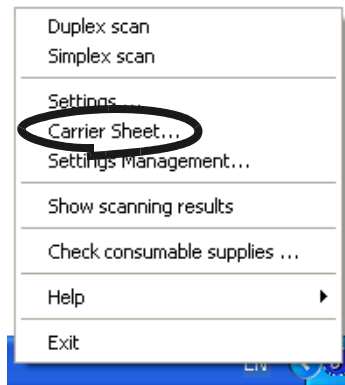 Duplex scan
Simplex scan
Settings ...
Carrier Sheet...
Settings Management...
Show scanning results
Check consumable supplies ...
Help
Exit
EN